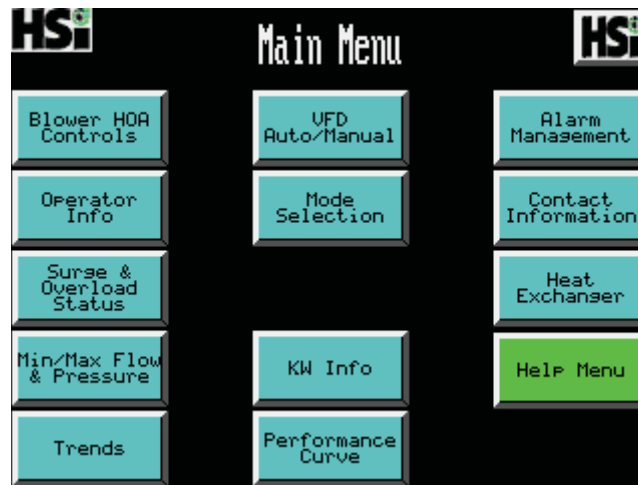 HSi
Main Menu
HSi
Blower HOA
Controls
VFD
Auto/Manual
Alarm
Management
Operator
Info
Mode
Selection
Contact
Information
Surge &
Overload
Status
Heat
Exchanger
Min/Max Flow
& Pressure
KW Info
Help Menu
Trends
Performance
Curve